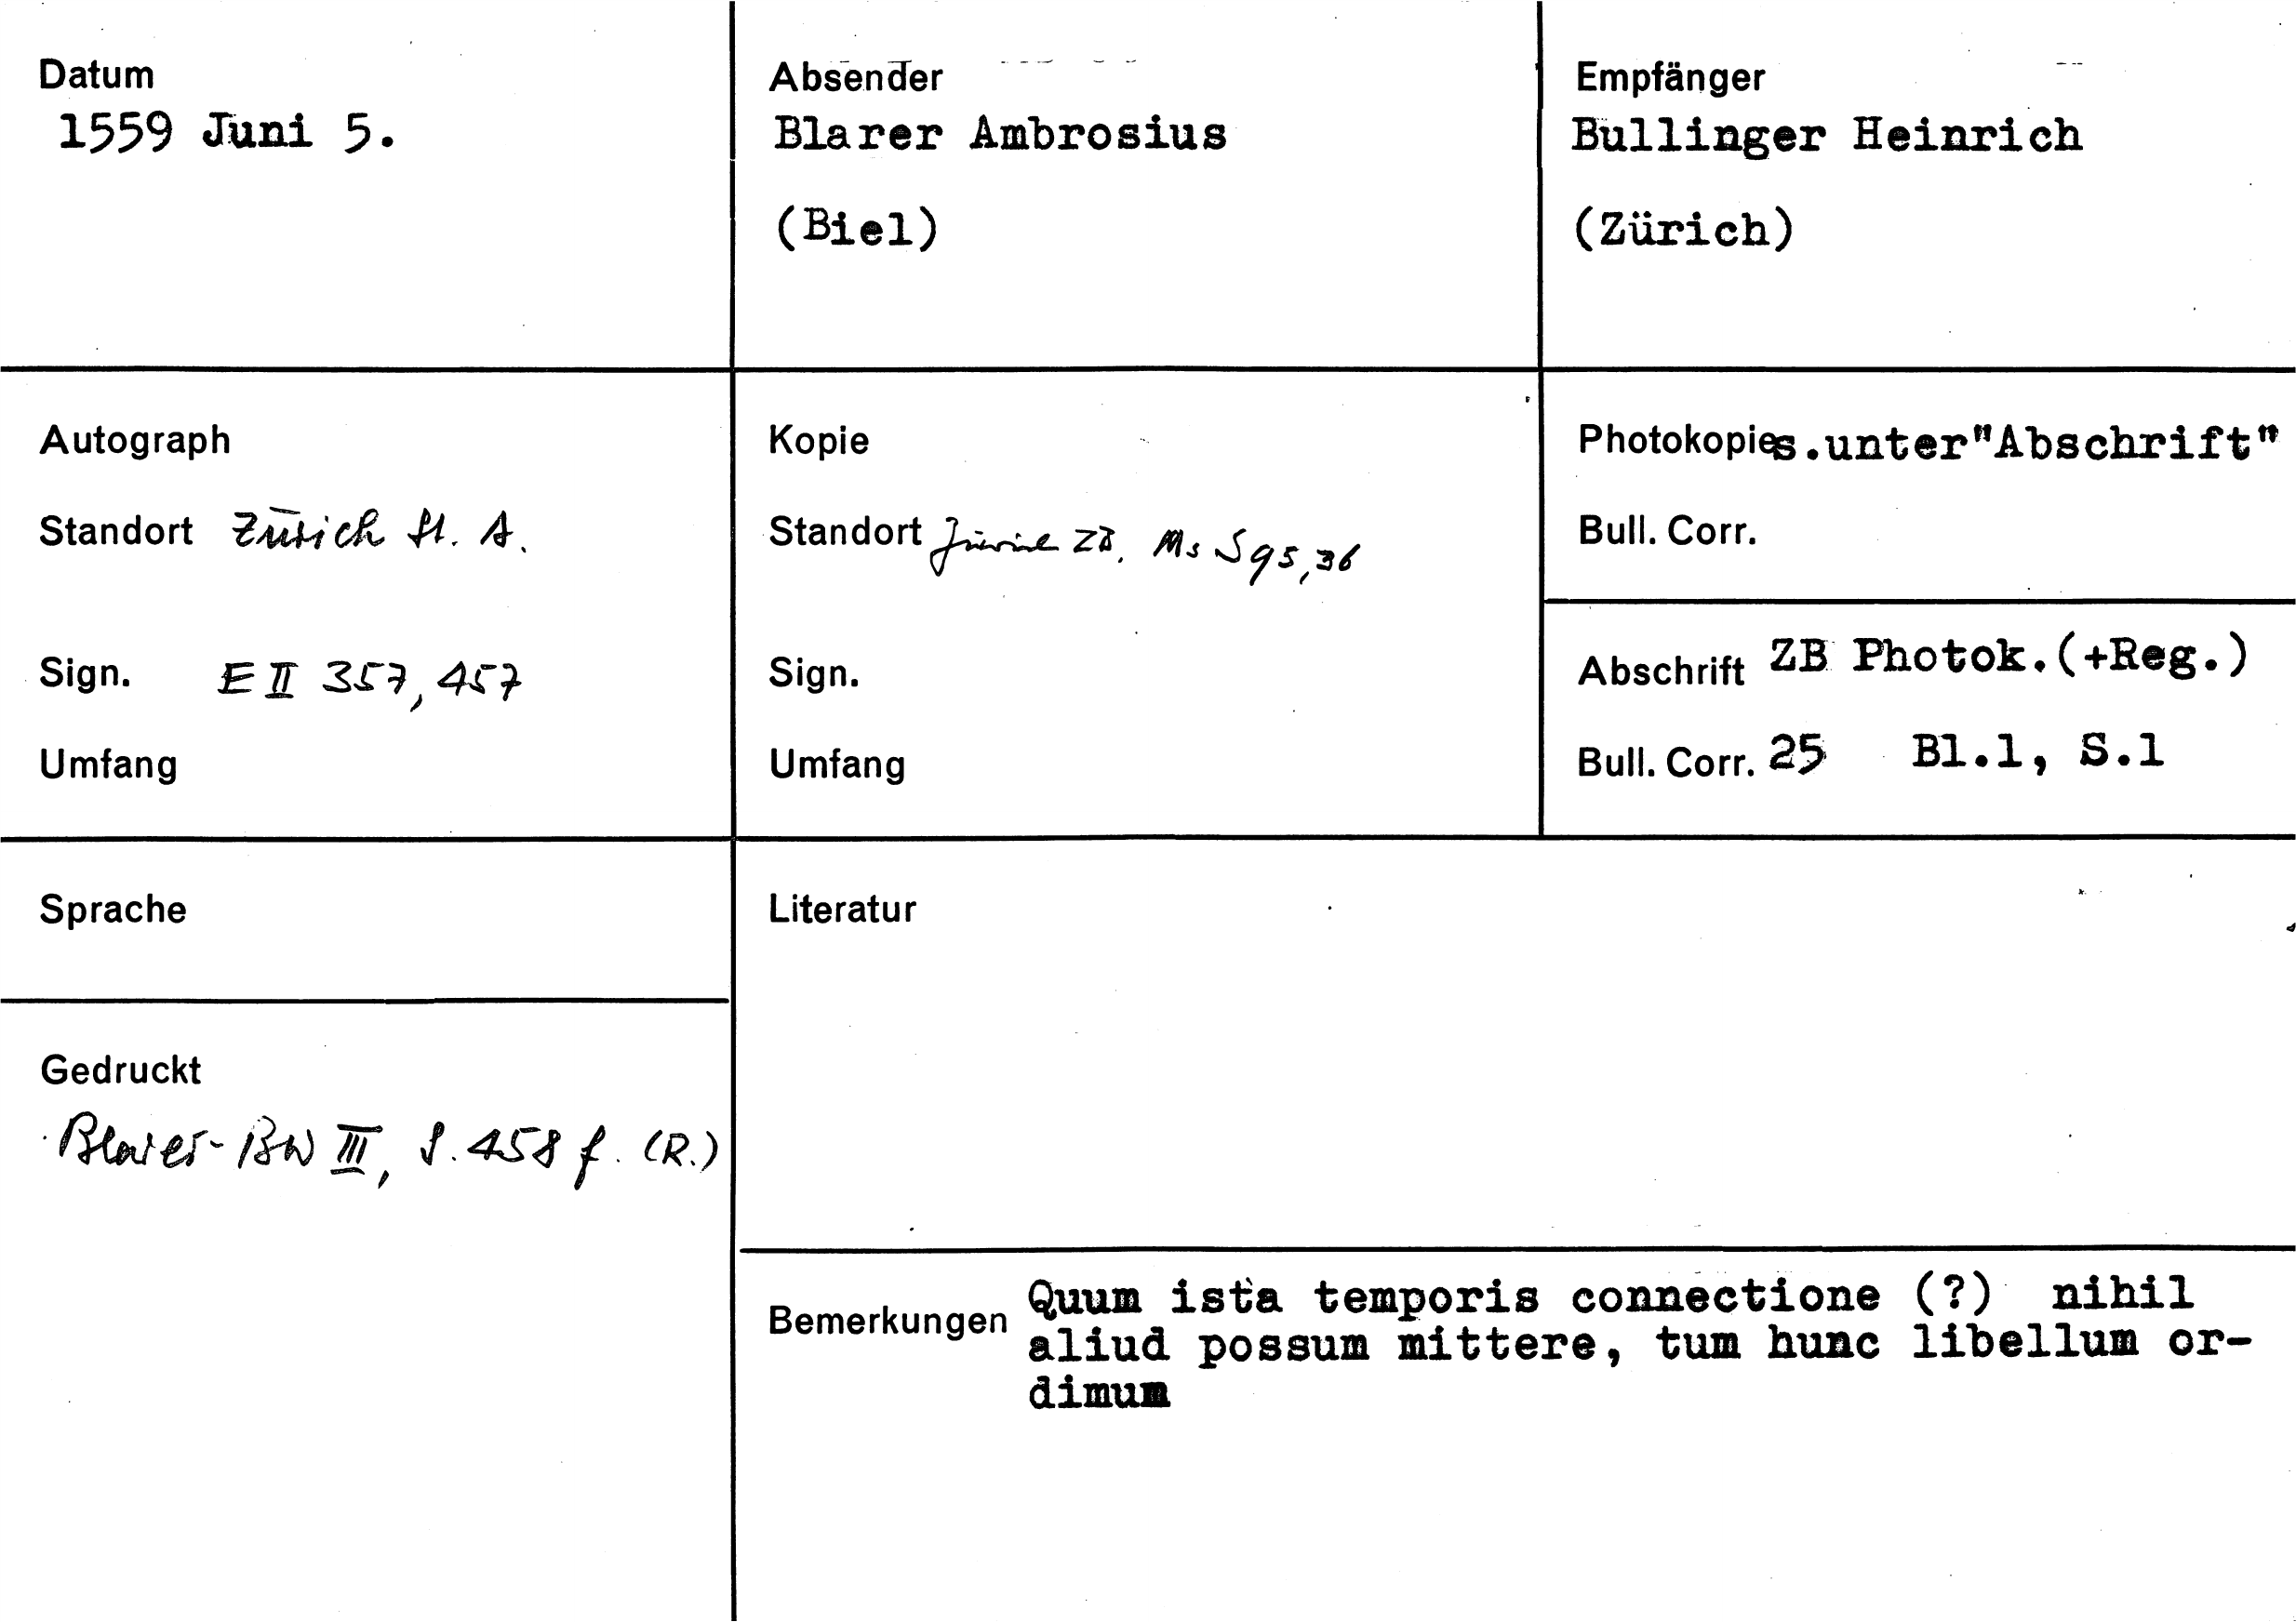 Datum
1559 Juni 5.
Absender
Blarer Ambrosius
(Biel)
Empfänger
Bullinger Heinrich
(Zürich)
Autograph
Standort Zürich St. A.
Sign. E II 357, 457
Umfang
Kopie
Standort Zürich ZB. Ms S 95, 36
Sign.
Umfang
Photokopie s.unter"Abschrift"
Bull. Corr.
Abschrift ZB Photok.(+Reg.)
Bull. Corr. 25 Bl.1, S.1
Sprache
Gedruckt
Blarer-BW III, S. 458 f. (R.)
Literatur
Bemerkungen Quum ista temporis connectione (?) nihil
aliud possum mittere, tum hunc libellum or-
dimum